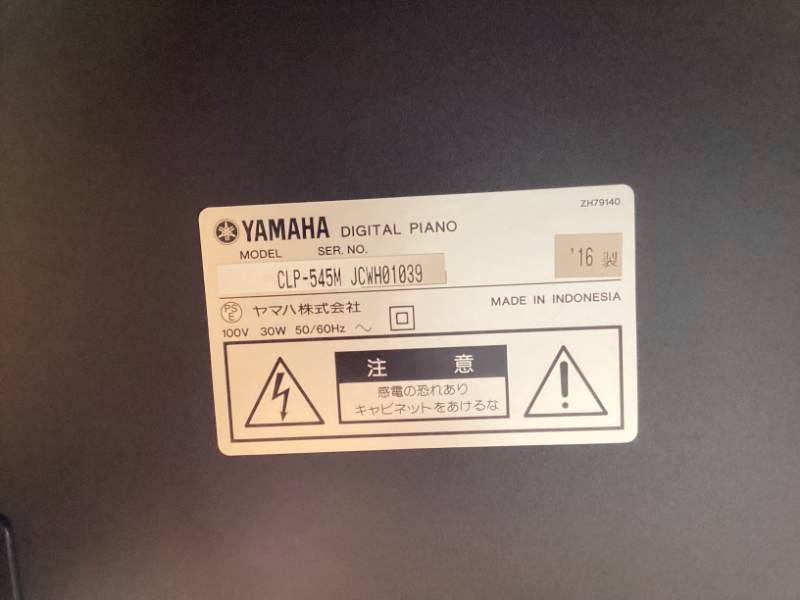 ZH79140
YAMAHA DIGITAL PIANO
MODEL SER. NO.
CLP-545M JCWH01039
'16 製
PSE ヤマハ株式会社
MADE IN INDONESIA
100V 30W 50/60Hz ～
注 意
感電の恐れあり
キャビネットをあけるな